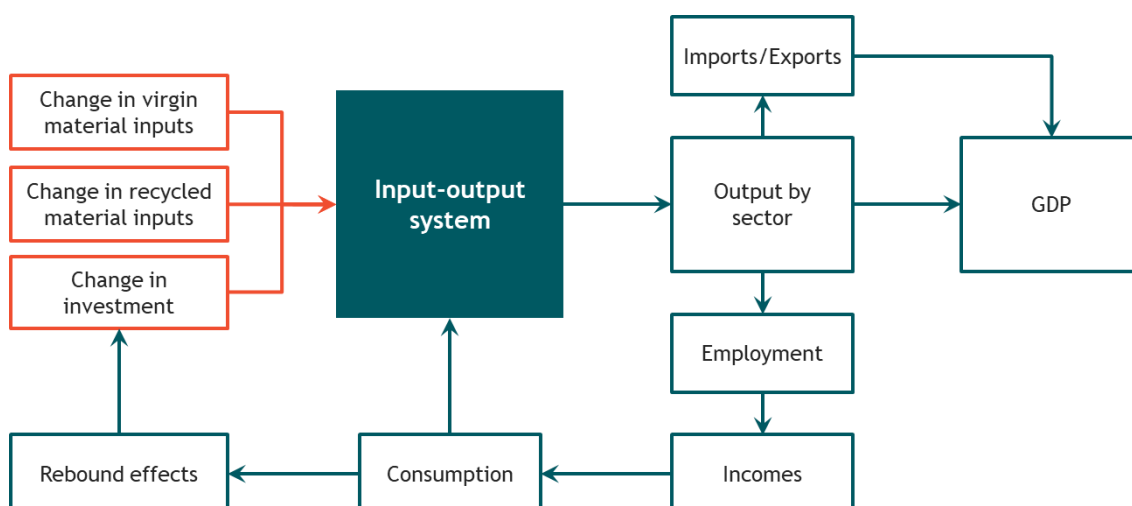 Imports/Exports
Change in virgin
material inputs
Change in recycled
material inputs
Input-output
system
Output by
sector
GDP
Change in
investment
Employment
Rebound effects
Consumption
Incomes